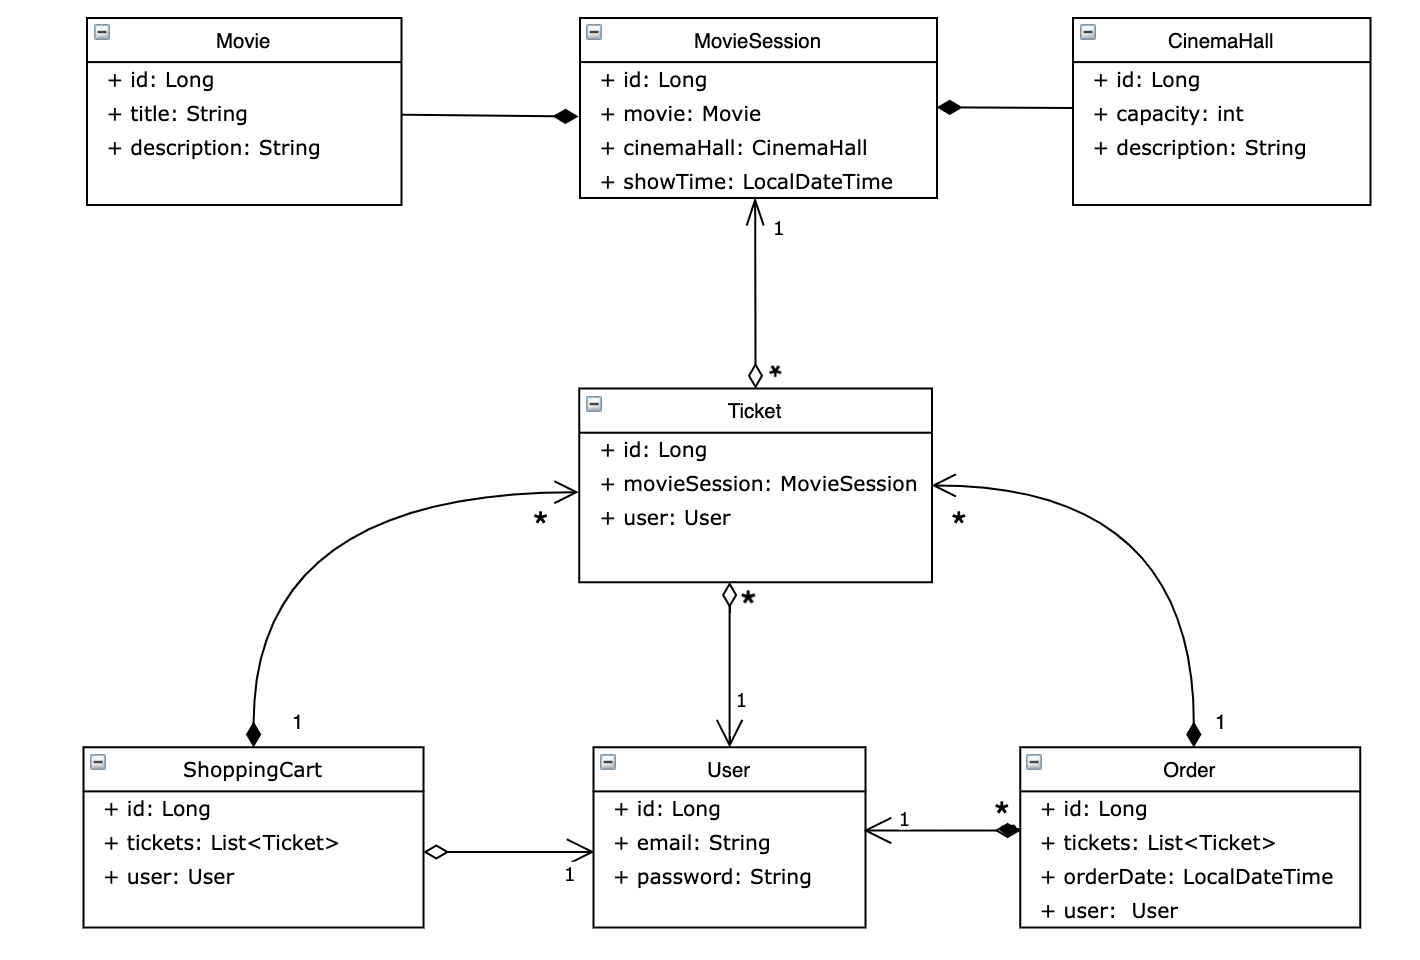 Movie
+ id: Long
+ title: String
+ description: String
MovieSession
+ id: Long
+ movie: Movie
+ cinemaHall: CinemaHall
+ showTime: LocalDateTime
CinemaHall
+ id: Long
+ capacity: int
+ description: String
1
*
Ticket
+ id: Long
+ movieSession: MovieSession
+ user: User
*
*
*
1
1
1
ShoppingCart
+ id: Long
+ tickets: List<Ticket>
+ user: User
1
User
+ id: Long
+ email: String
+ password: String
1
*
Order
+ id: Long
+ tickets: List<Ticket>
+ orderDate: LocalDateTime
+ user:  User